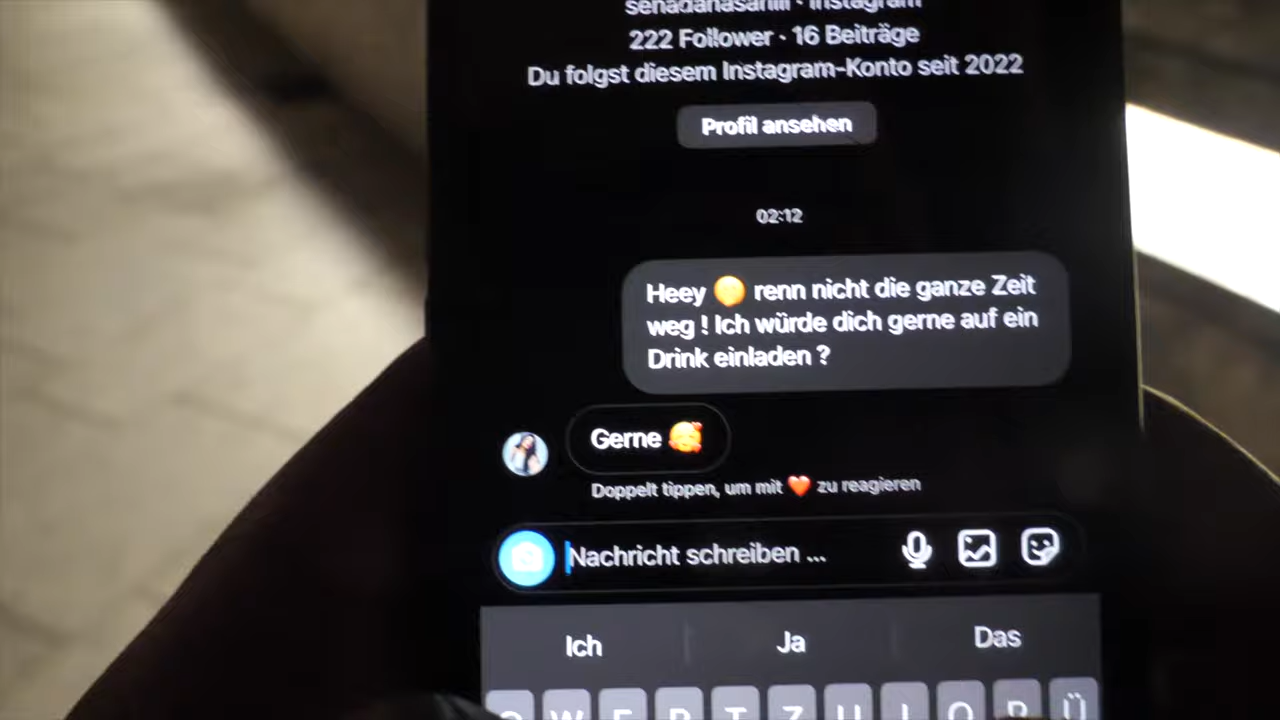 · Instagram
222 Follower · 16 Beiträge
Du folgst diesem Instagram-Konto seit 2022
Profil ansehen
02:12
Heey 🤭 renn nicht die ganze Zeit
weg ! Ich würde dich gerne auf ein
Drink einladen ?
Gerne 🥰
Doppelt tippen, um mit ❤️ zu reagieren
Nachricht schreiben ...
Ich Ja Das
W E R T Z U I O P Ü